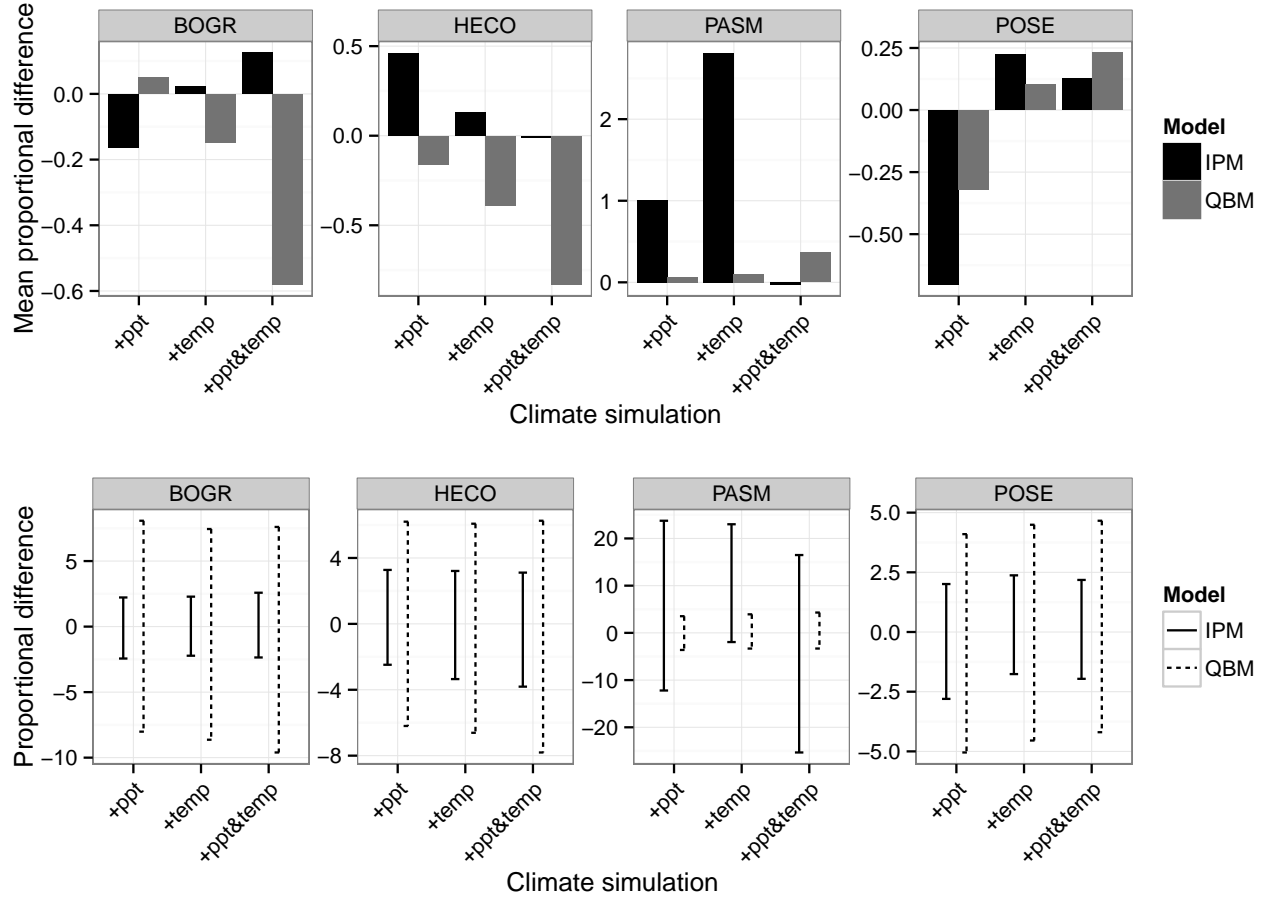 BOGR HECO PASM POSE
Mean proportional difference
0.0
−0.2
−0.4
−0.6
0.5
0.0
−0.5
2
1
0
0.25
0.00
−0.25
−0.50
+ppt +temp +ppt&temp +ppt +temp +ppt&temp +ppt +temp +ppt&temp +ppt +temp +ppt&temp
Climate simulation
Model
IPM
QBM
BOGR HECO PASM POSE
Proportional difference
5
0
−5
−10
4
0
−4
−8
20
10
0
−10
−20
5.0
2.5
0.0
−2.5
−5.0
+ppt +temp +ppt&temp +ppt +temp +ppt&temp +ppt +temp +ppt&temp +ppt +temp +ppt&temp
Climate simulation
Model
IPM
QBM